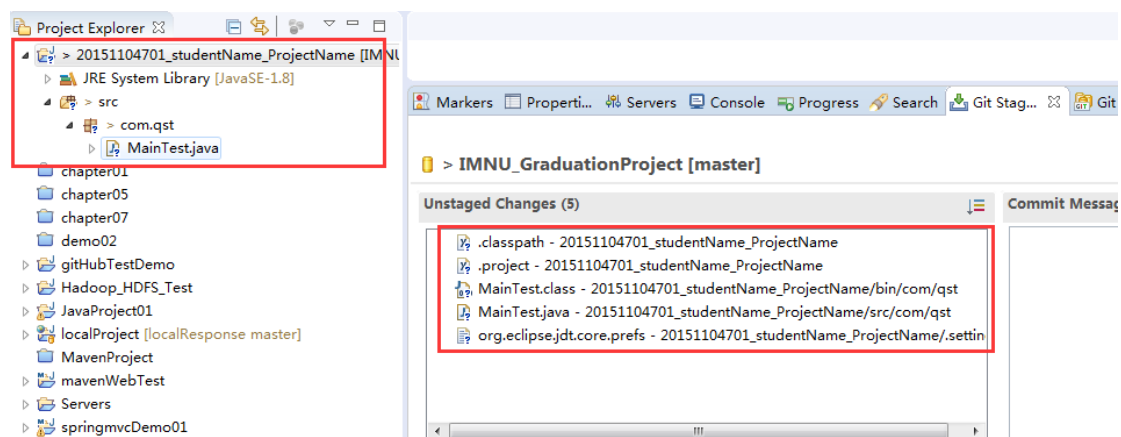 Project Explorer
> 20151104701_studentName_ProjectName [IMNU
JRE System Library [JavaSE-1.8]
> src
> com.qst
MainTest.java
chapter01
chapter05
chapter07
demo02
gitHubTestDemo
Hadoop_HDFS_Test
JavaProject01
localProject [localResponse master]
MavenProject
mavenWebTest
Servers
springmvcDemo01
Markers Properti... Servers Console Progress Search Git Stag... Git
> IMNU_GraduationProject [master]
Unstaged Changes (5)
.classpath - 20151104701_studentName_ProjectName
.project - 20151104701_studentName_ProjectName
MainTest.class - 20151104701_studentName_ProjectName/bin/com/qst
MainTest.java - 20151104701_studentName_ProjectName/src/com/qst
org.eclipse.jdt.core.prefs - 20151104701_studentName_ProjectName/.settin
Commit Messag